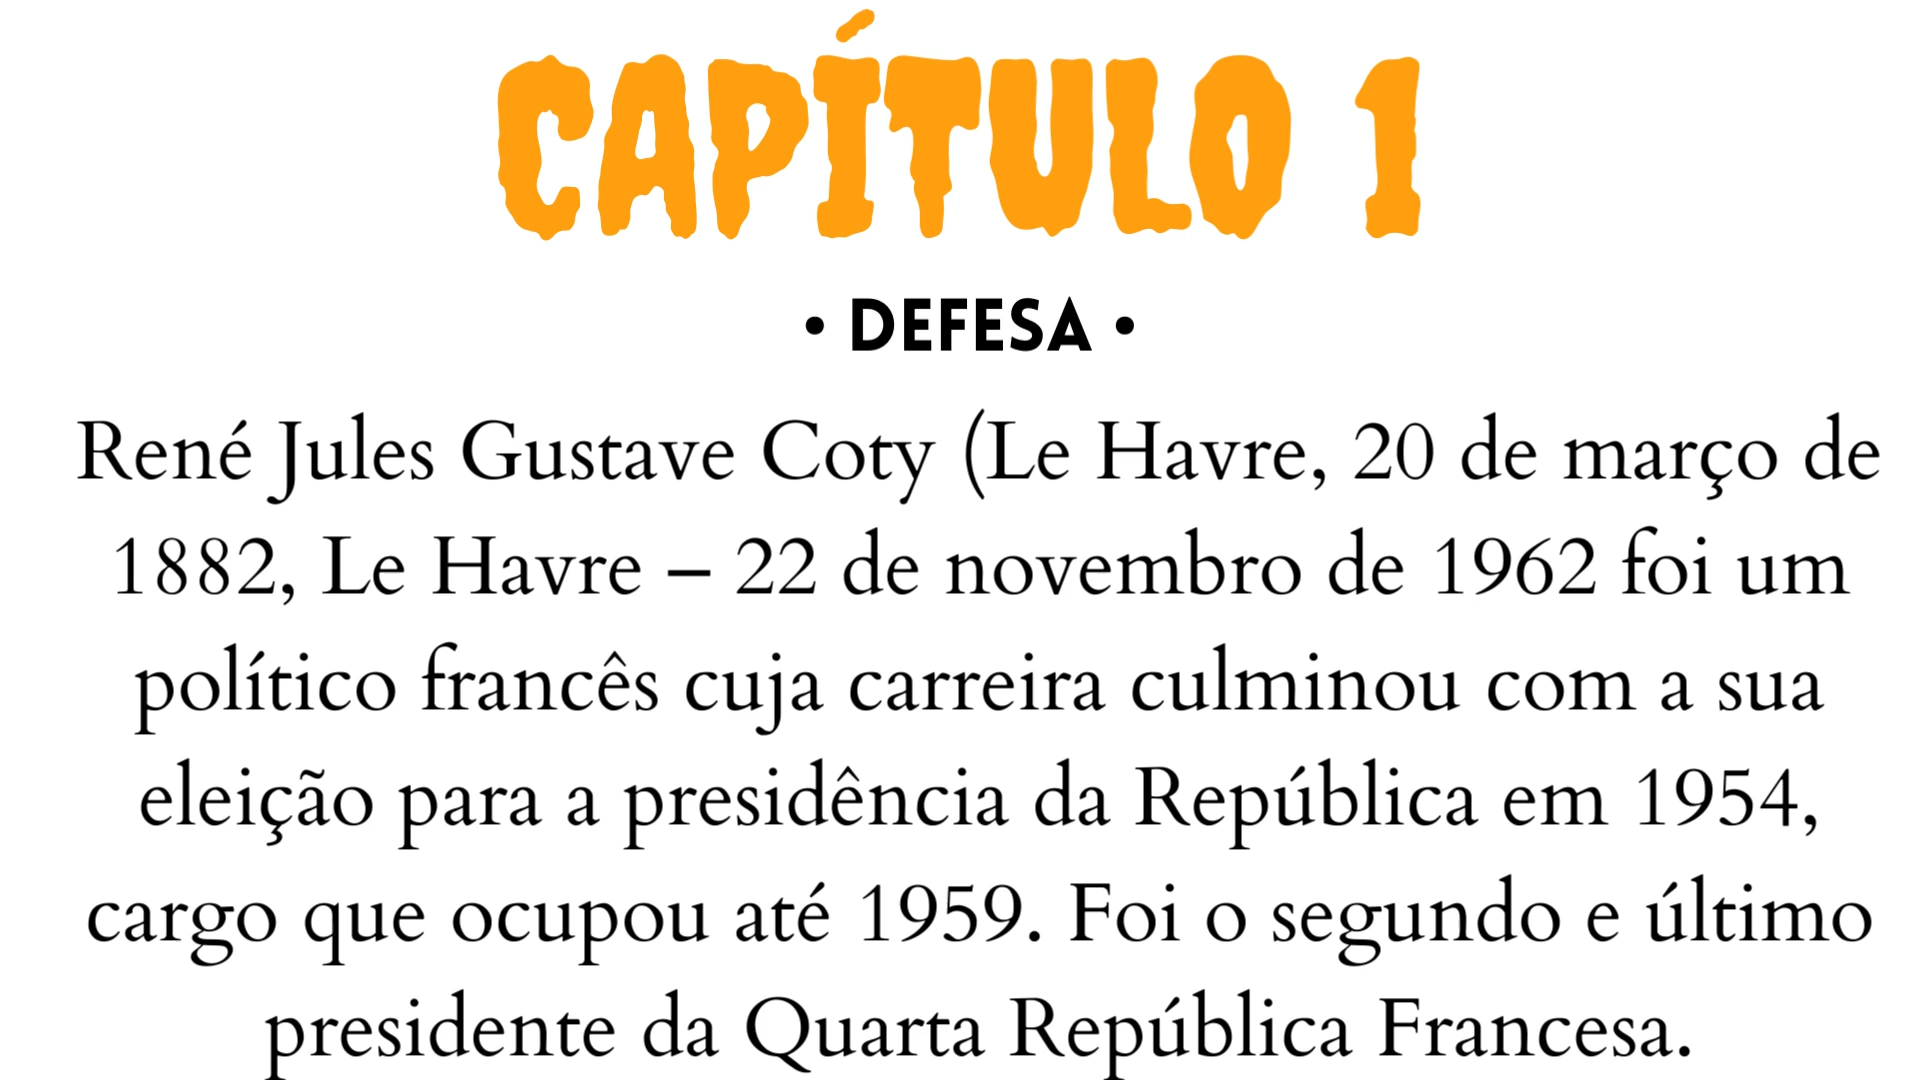 CAPÍTULO 1
• DEFESA •
René Jules Gustave Coty (Le Havre, 20 de março de
1882, Le Havre – 22 de novembro de 1962 foi um
político francês cuja carreira culminou com a sua
eleição para a presidência da República em 1954,
cargo que ocupou até 1959. Foi o segundo e último
presidente da Quarta República Francesa.